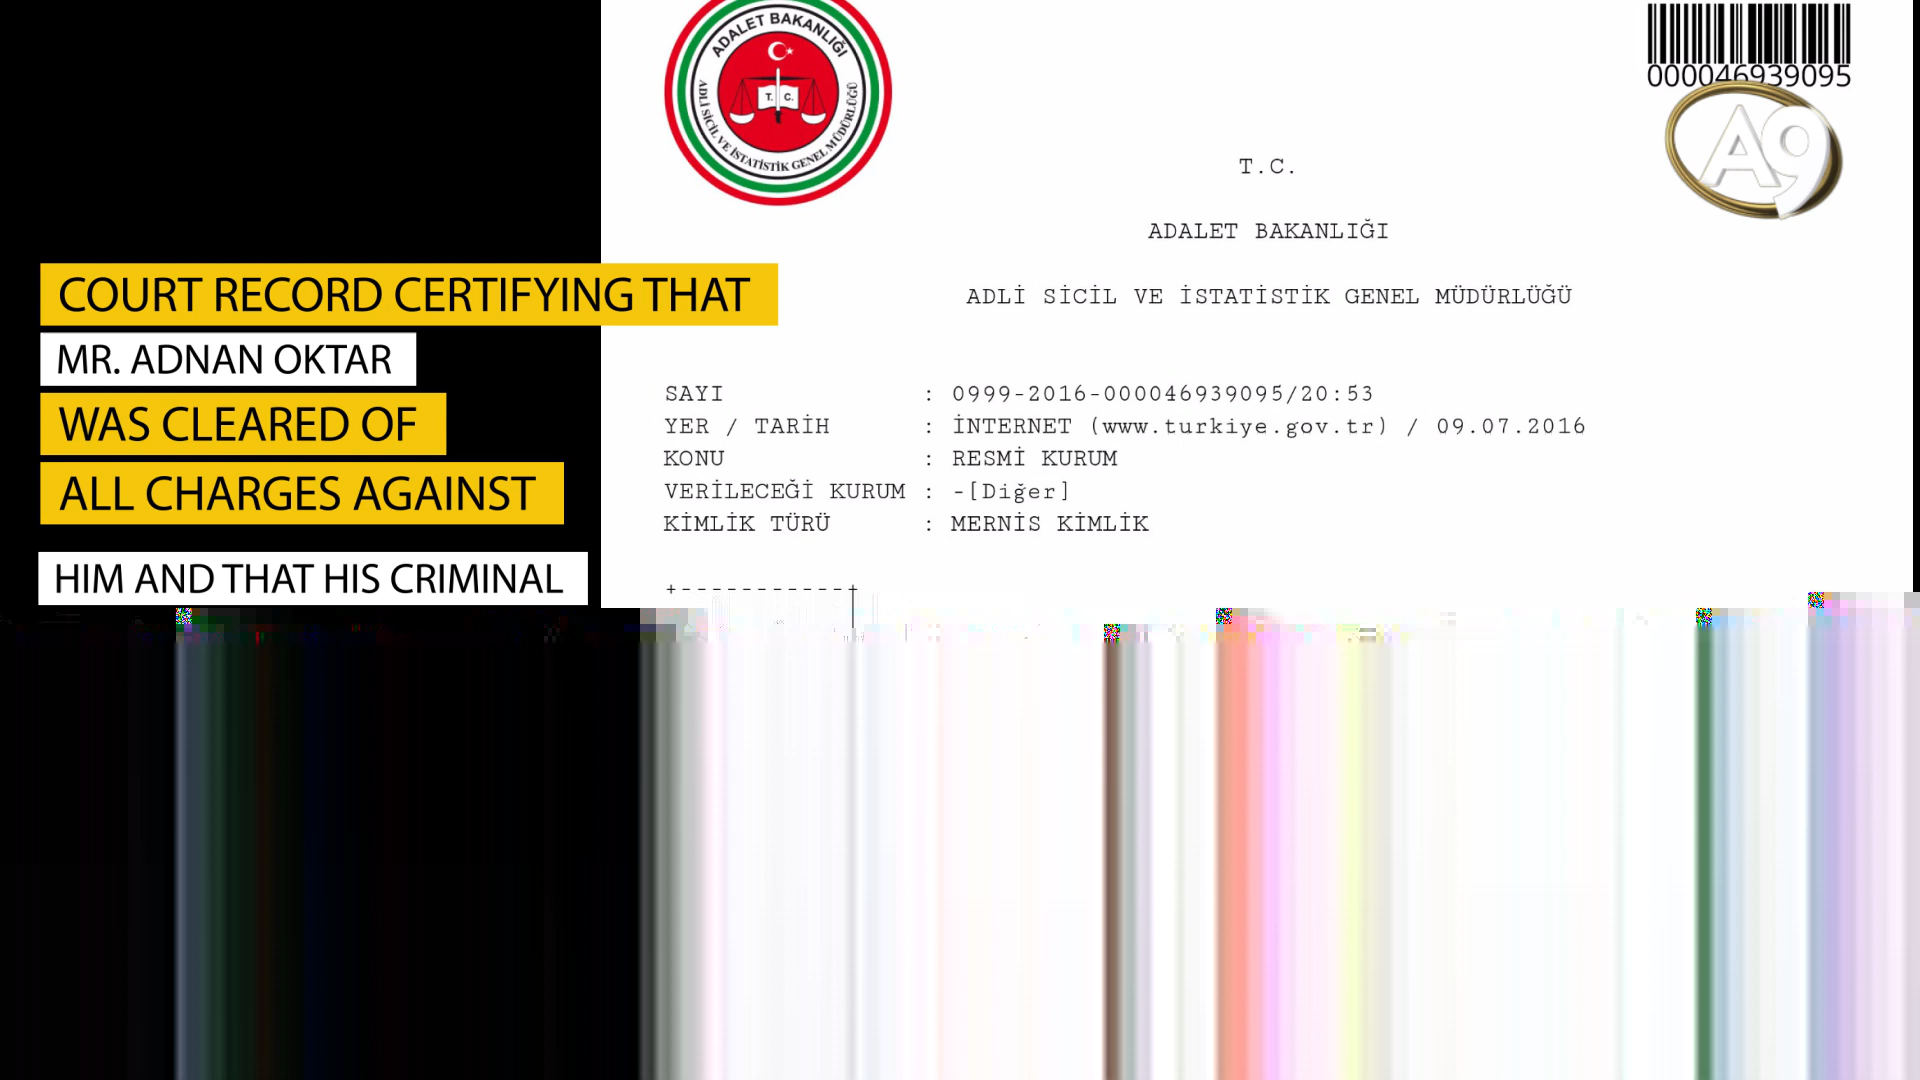 COURT RECORD CERTIFYING THAT
MR. ADNAN OKTAR
WAS CLEARED OF
ALL CHARGES AGAINST
HIM AND THAT HIS CRIMINAL
ADALET BAKANLIĞI
ADLİ SİCİL VE İSTATİSTİK GENEL MÜDÜRLÜĞÜ
T. C.
000046939095
A9
T.C.
ADALET BAKANLIĞI
ADLİ SİCİL VE İSTATİSTİK GENEL MÜDÜRLÜĞÜ
SAYI : 0999-2016-000046939095/20:53
YER / TARİH : İNTERNET (www.turkiye.gov.tr) / 09.07.2016
KONU : RESMİ KURUM
VERİLECEĞİ KURUM : -[Diğer]
KİMLİK TÜRÜ : MERNİS KİMLİK
+------------+